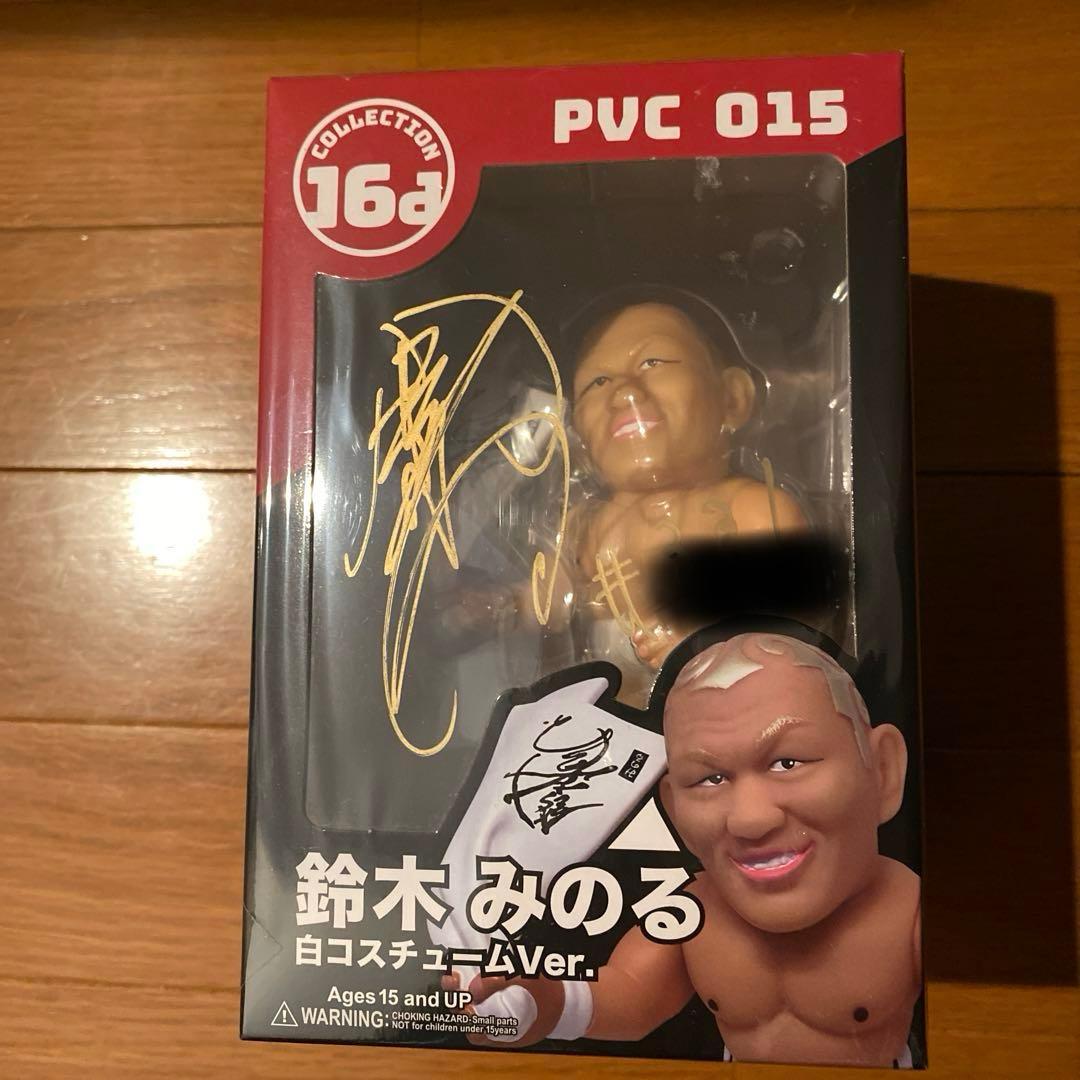 COLLECTION
16d
PVC 015
#
鈴木 みのる
白コスチュームVer.
Ages 15 and UP
WARNING: CHOKING HAZARD-Small parts
NOT for children under 15years